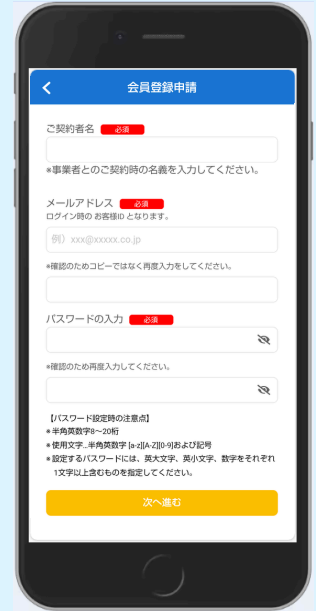 会員登録申請
ご契約者名 必須
*事業者とのご契約時の名義を入力してください。
メールアドレス 必須
ログイン時の お客様ID となります。
例）xxx@xxxxx.co.jp
*確認のためコピーではなく再度入力をしてください。
パスワードの入力 必須
*確認のため再度入力してください。
【パスワード設定時の注意点】
* 半角英数字8～20桁
* 使用文字…半角英数字 [a-z][A-Z][0-9]および記号
* 設定するパスワードには、英大文字、英小文字、数字をそれぞれ
1文字以上含むものを指定してください。
次へ進む